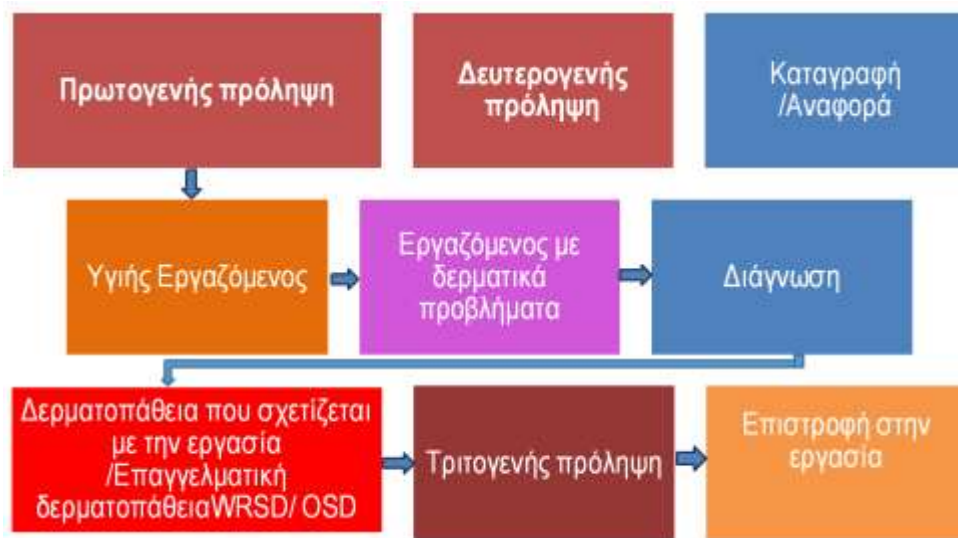 Πρωτογενής πρόληψη
Δευτερογενής
πρόληψη
Καταγραφή
/Αναφορά
Υγιής Εργαζόμενος
Εργαζόμενος με
δερματικά
προβλήματα
Διάγνωση
Δερματοπάθεια που σχετίζεται
με την εργασία
/Επαγγελματική
δερματοπάθειαWRSD/ OSD
Τριτογενής πρόληψη
Επιστροφή στην
εργασία